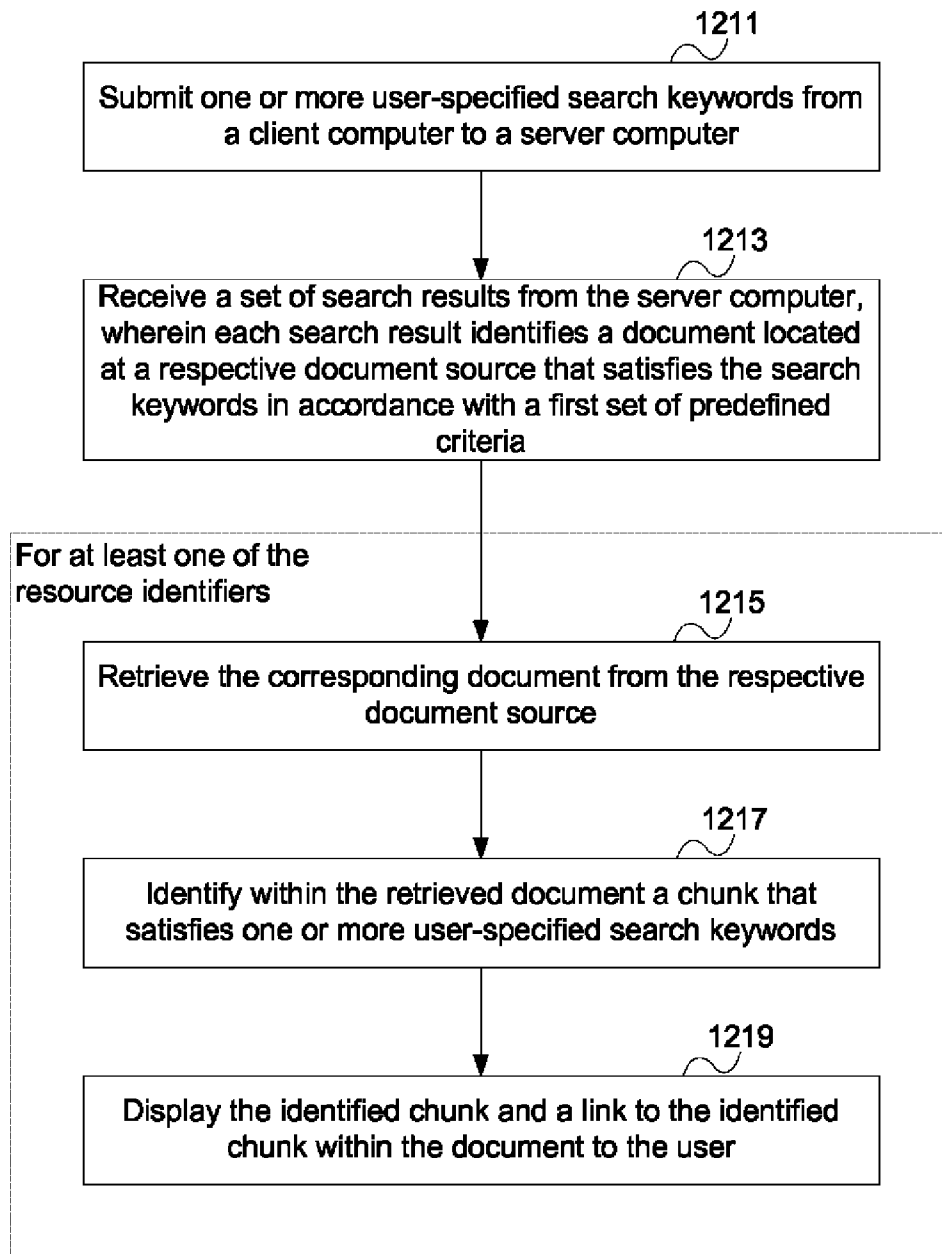 1211
Submit one or more user-specified search keywords from
a client computer to a server computer
1213
Receive a set of search results from the server computer,
wherein each search result identifies a document located
at a respective document source that satisfies the search
keywords in accordance with a first set of predefined
criteria
For at least one of the
resource identifiers
1215
Retrieve the corresponding document from the respective
document source
1217
Identify within the retrieved document a chunk that
satisfies one or more user-specified search keywords
1219
Display the identified chunk and a link to the identified
chunk within the document to the user